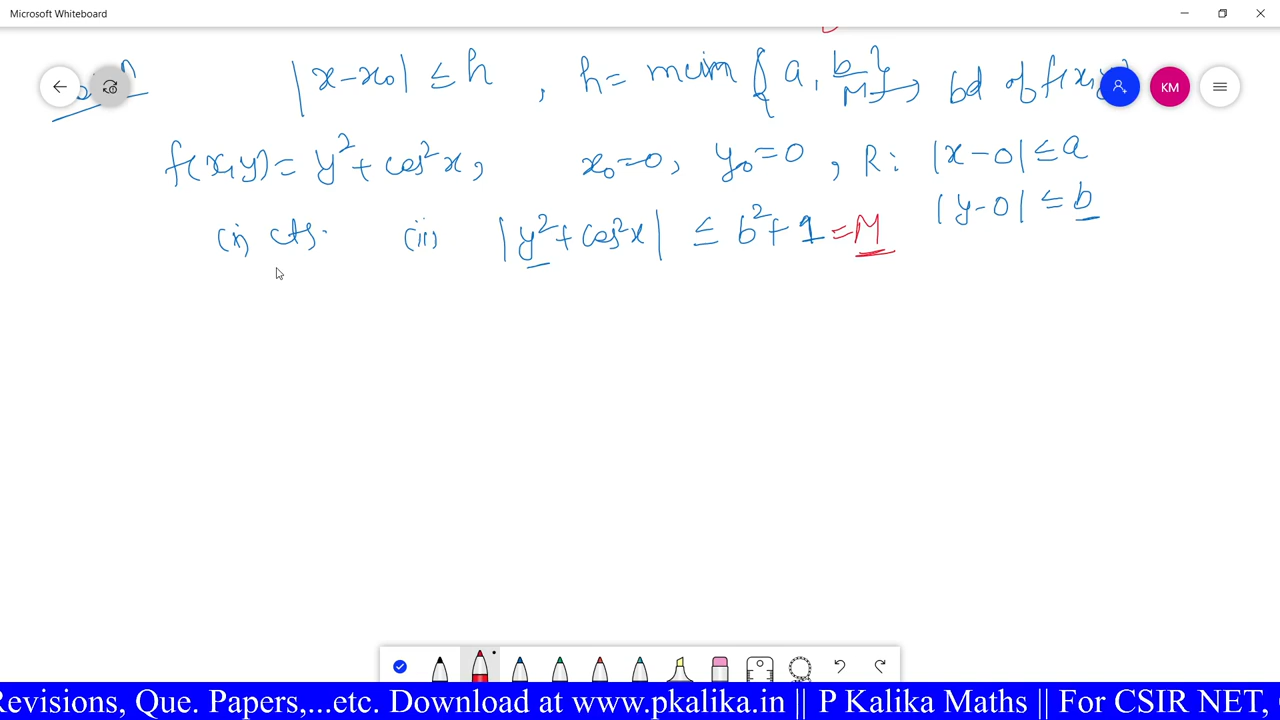 Microsoft Whiteboard
|x-x₀| ≤ h , h = min { a, b/M } → bd of f(x,y)
KM
f(x,y) = y² + cos²x, x₀=0, y₀=0, R: |x-0| ≤ a
|y-0| ≤ b
(i) cts. (ii) |y²+cos²x| ≤ b²+1 = M
Revisions, Que. Papers,...etc. Download at www.pkalika.in || P Kalika Maths || For CSIR NET,